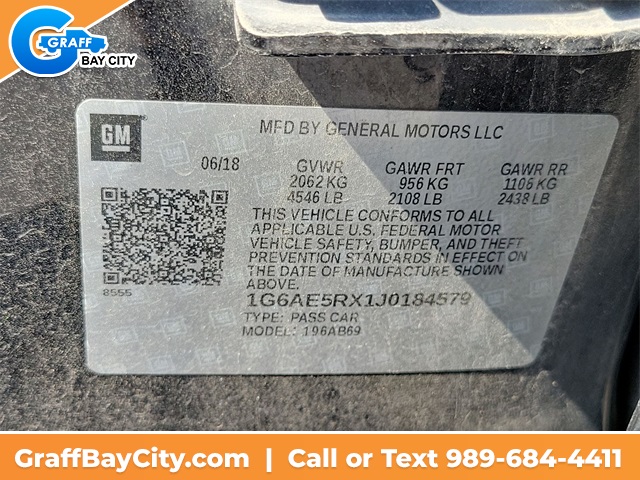 GRAFF
BAY CITY
GM
MFD BY GENERAL MOTORS LLC
06/18 GVWR GAWR FRT GAWR RR
2062 KG 956 KG 1106 KG
4546 LB 2108 LB 2438 LB
THIS VEHICLE CONFORMS TO ALL
APPLICABLE U.S. FEDERAL MOTOR
VEHICLE SAFETY, BUMPER, AND THEFT
PREVENTION STANDARDS IN EFFECT ON
THE DATE OF MANUFACTURE SHOWN
ABOVE.
8555
1G6AE5RX1J0184579
TYPE: PASS CAR
MODEL: 196AB69
GraffBayCity.com | Call or Text 989-684-4411